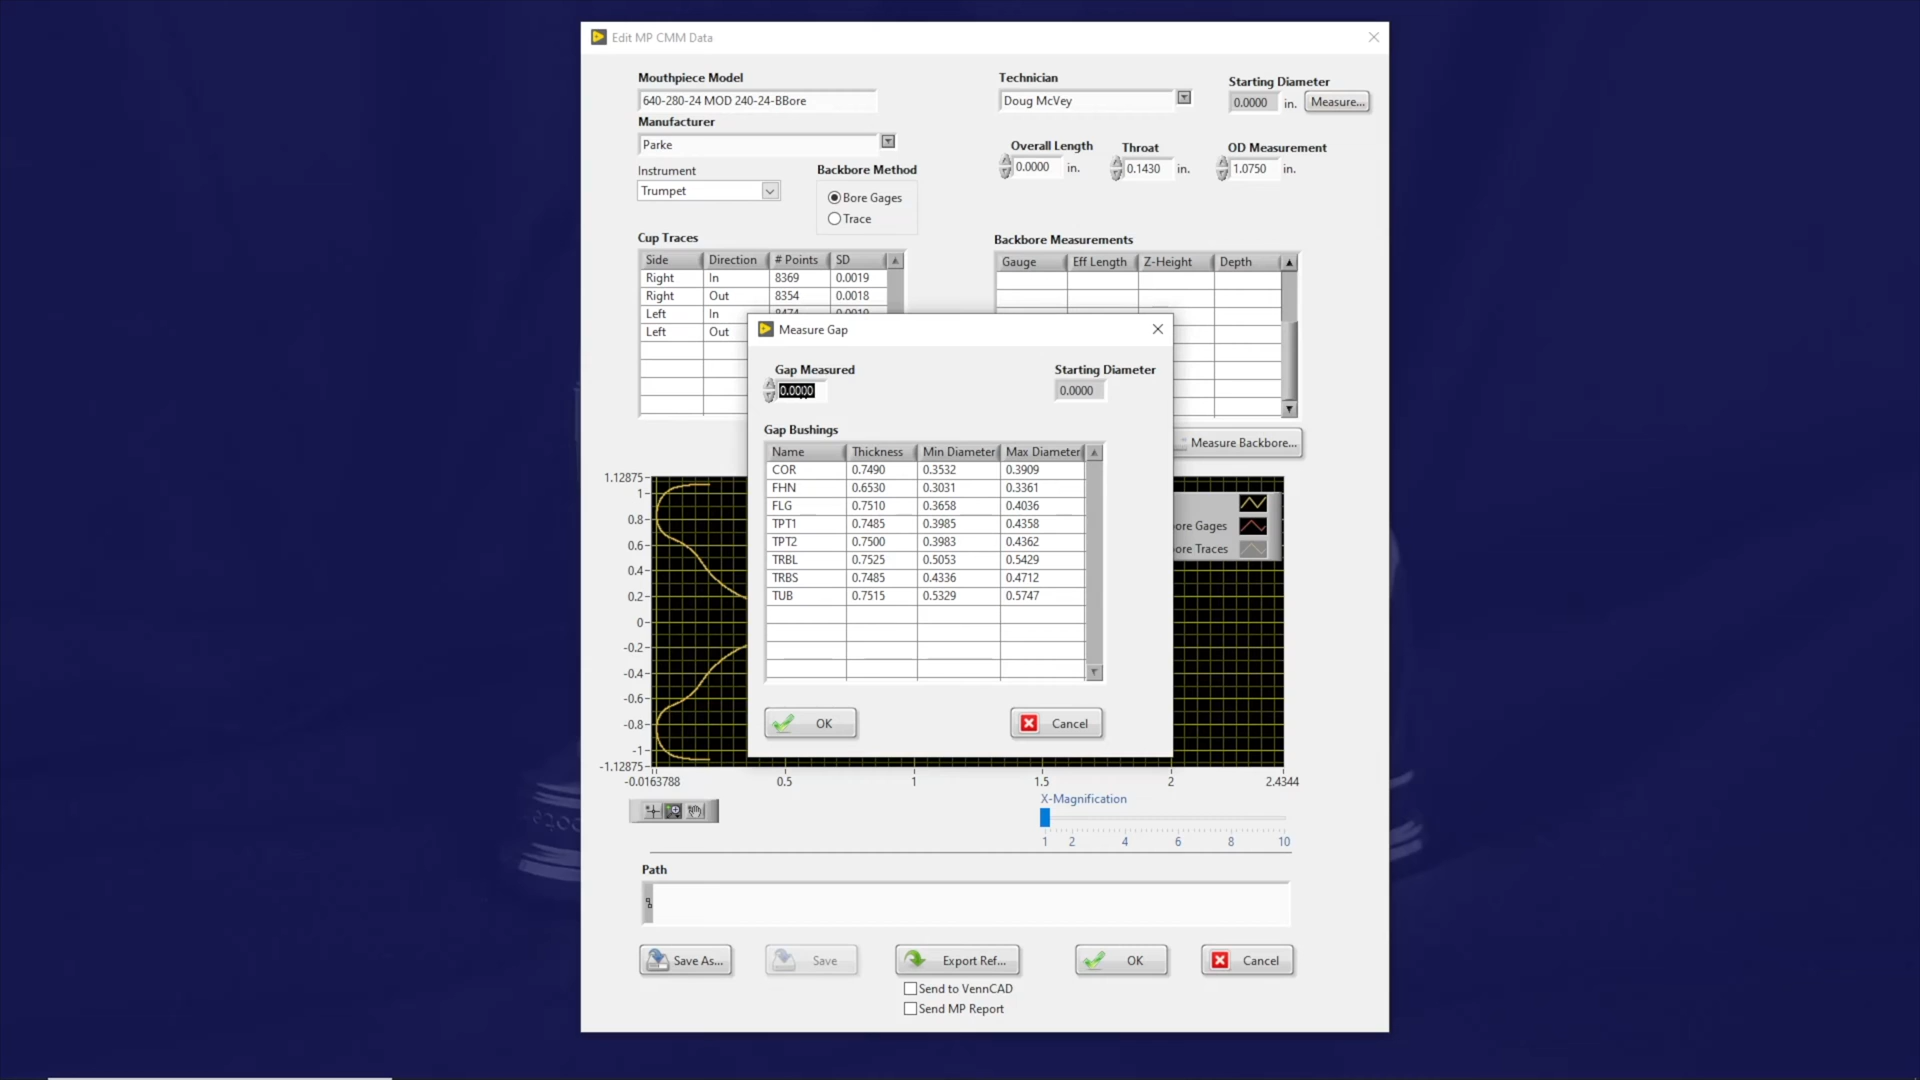 Edit MP CMM Data
Mouthpiece Model
640-280-24 MOD 240-24-BBore
Manufacturer
Parke
Instrument
Trumpet
Backbore Method
Bore Gages
Trace
Technician
Doug McVey
Starting Diameter
0.0000 in. Measure...
Overall Length
0.0000 in.
Throat
0.1430 in.
OD Measurement
1.0750 in.
Cup Traces
Side Direction # Points SD
Right In 8369 0.0019
Right Out 8354 0.0018
Left In 8474 0.0019
Left Out
Backbore Measurements
Gauge Eff Length Z-Height Depth
Measure Backbore...
Measure Gap
Gap Measured
0.0000
Starting Diameter
0.0000
Gap Bushings
Name Thickness Min Diameter Max Diameter
COR 0.7490 0.3532 0.3909
FHN 0.6530 0.3031 0.3361
FLG 0.7510 0.3658 0.4036
TPT1 0.7485 0.3985 0.4358
TPT2 0.7500 0.3983 0.4362
TRBL 0.7525 0.5053 0.5429
TRBS 0.7485 0.4336 0.4712
TUB 0.7515 0.5329 0.5747
OK Cancel
ore Gages
ore Traces
1.12875
1
0.8
0.6
0.4
0.2
0
-0.2
-0.4
-0.6
-0.8
-1
-1.12875
-0.0163788 0.5 1 1.5 2 2.4344
X-Magnification
1 2 4 6 8 10
Path
Save As... Save Export Ref... OK Cancel
Send to VennCAD
Send MP Report